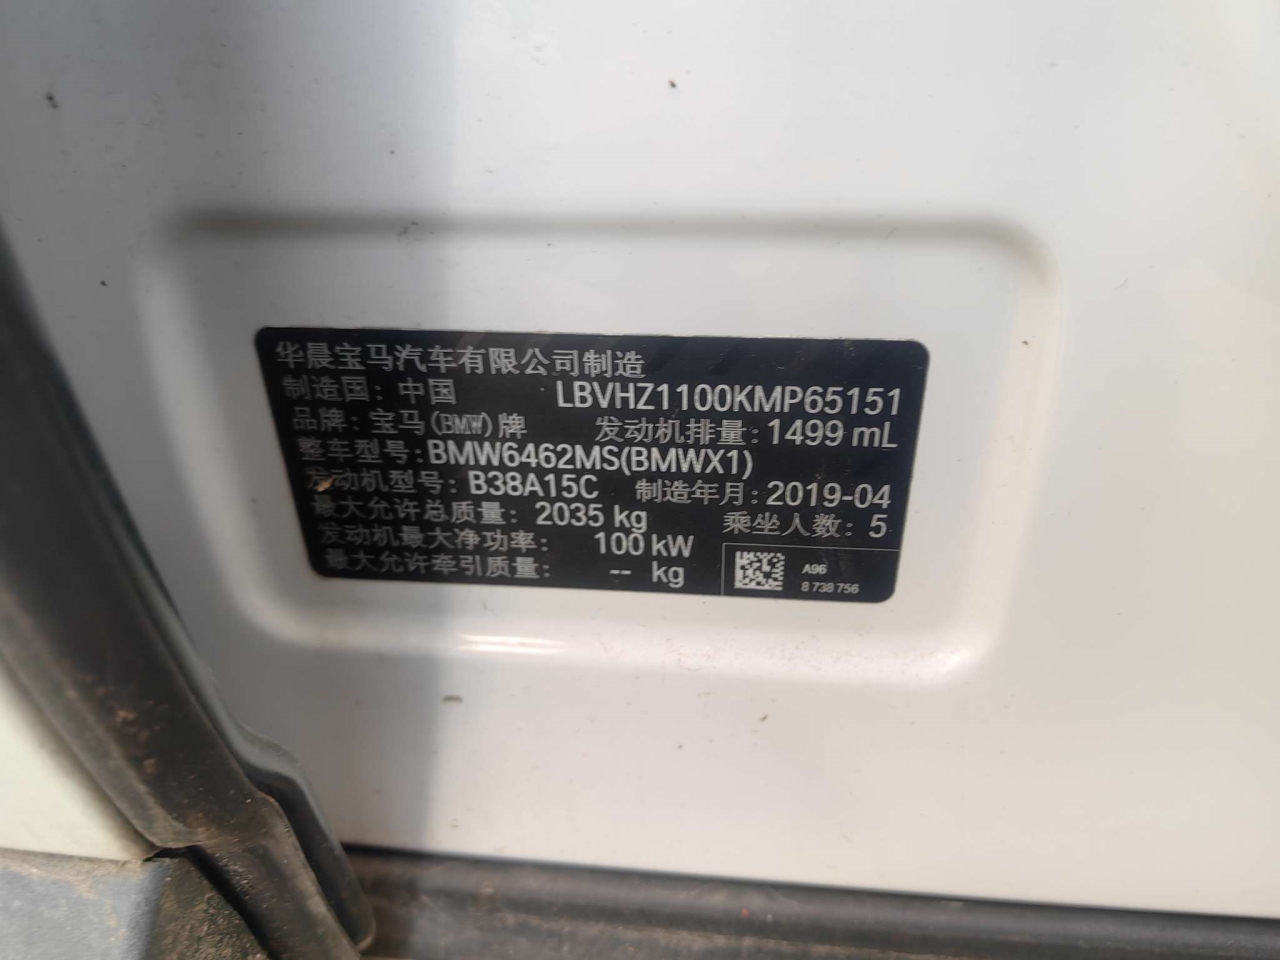 华晨宝马汽车有限公司制造
制造国: 中国 LBVHZ1100KMP65151
品牌: 宝马(BMW)牌 发动机排量: 1499 mL
整车型号: BMW6462MS(BMWX1)
发动机型号: B38A15C 制造年月: 2019-04
最大允许总质量: 2035 kg 乘坐人数: 5
发动机最大净功率: 100 kW
最大允许牵引质量: -- kg
A96
8 738 756